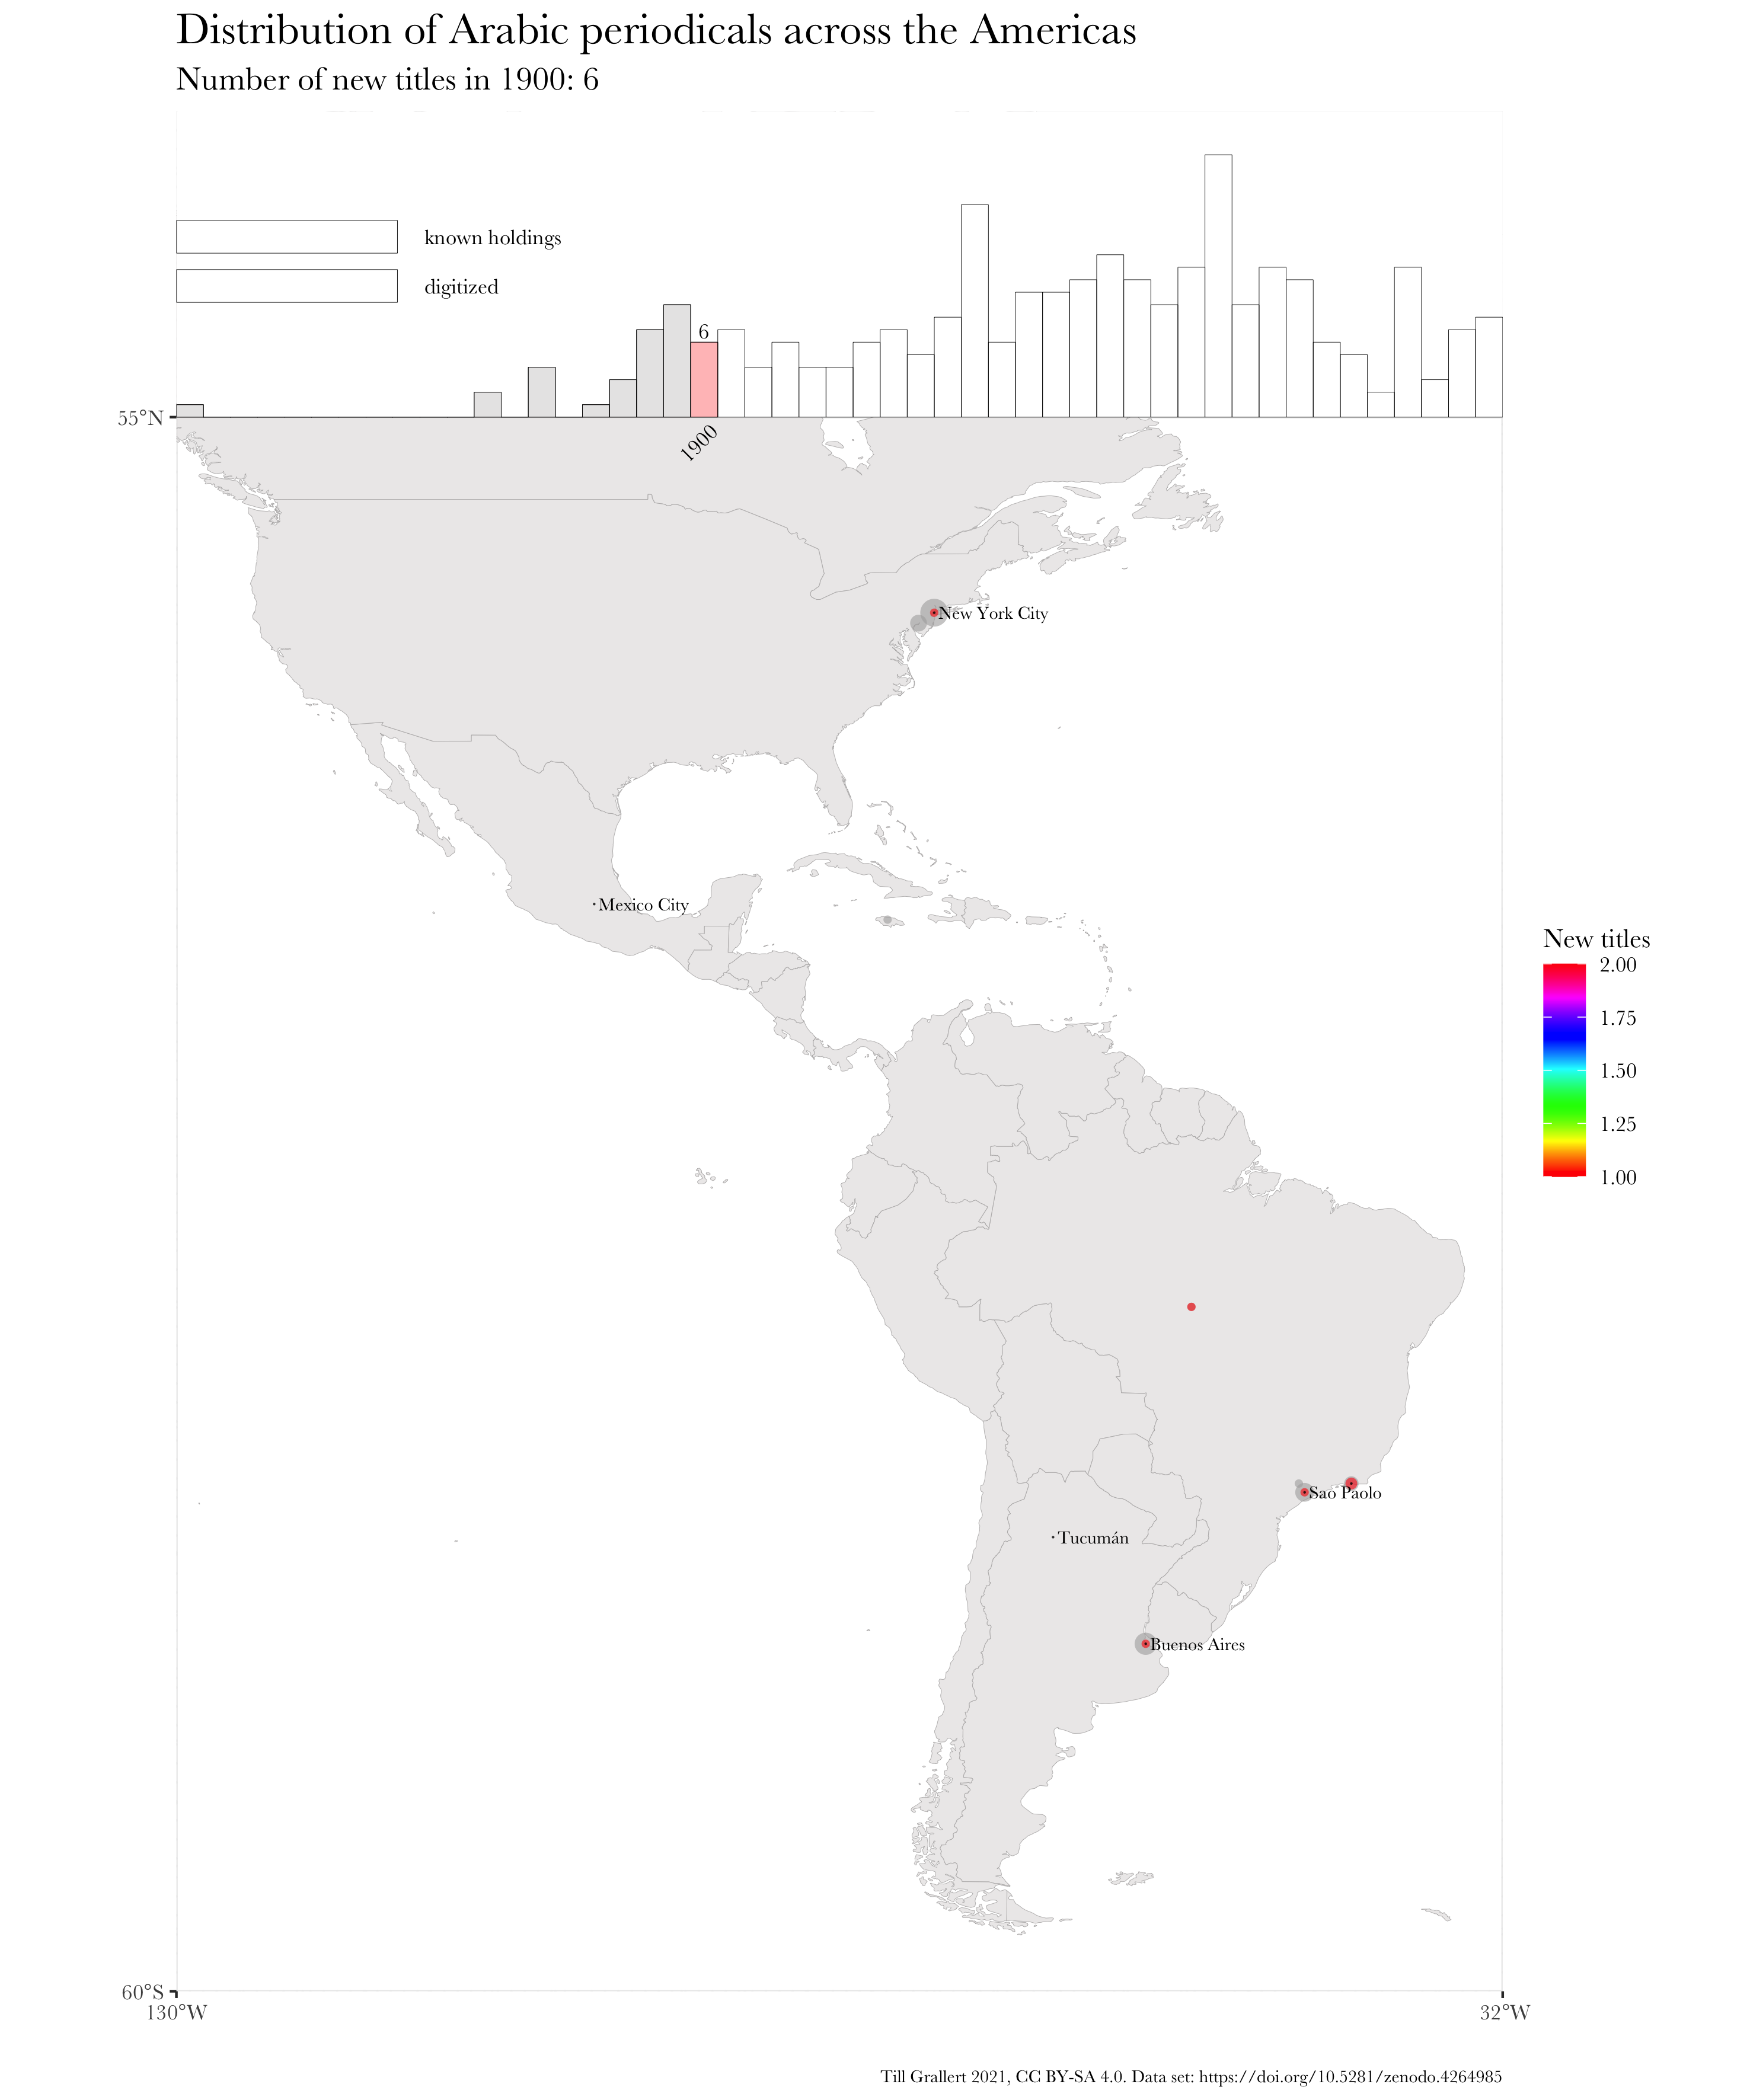 Distribution of Arabic periodicals across the Americas
Number of new titles in 1900: 6
known holdings
digitized
6
55°N
1900
New York City
Mexico City
New titles
2.00
1.75
1.50
1.25
1.00
Sao Paolo
Tucumán
Buenos Aires
60°S
130°W
32°W
Till Grallert 2021, CC BY-SA 4.0. Data set: https://doi.org/10.5281/zenodo.4264985